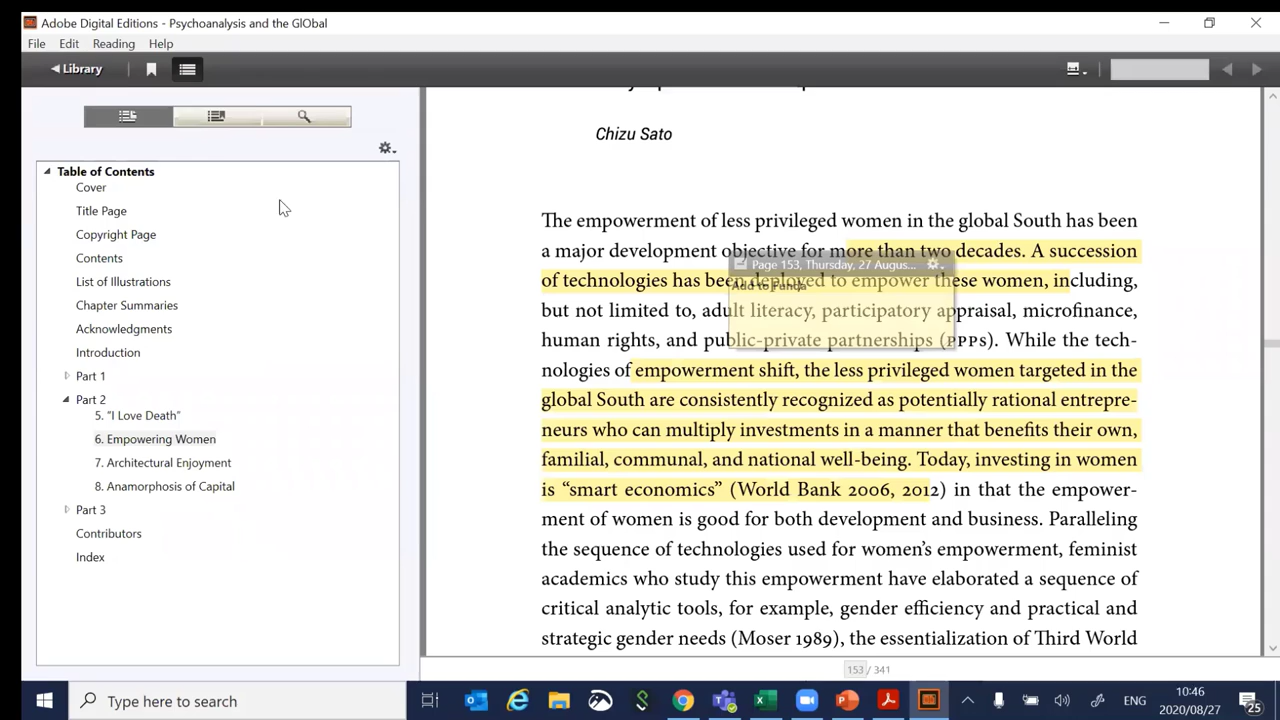 Adobe Digital Editions - Psychoanalysis and the GlObal
File Edit Reading Help
Library
Table of Contents
Cover
Title Page
Copyright Page
Contents
List of Illustrations
Chapter Summaries
Acknowledgments
Introduction
Part 1
Part 2
5. "I Love Death"
6. Empowering Women
7. Architectural Enjoyment
8. Anamorphosis of Capital
Part 3
Contributors
Index
Chizu Sato
The empowerment of less privileged women in the global South has been
a major development objective for more than two decades. A succession
Page 153, Thursday, 27 Augus...
of technologies has been deployed to empower these women, including,
Add to Panda
but not limited to, adult literacy, participatory appraisal, microfinance,
human rights, and public-private partnerships (PPPs). While the tech-
nologies of empowerment shift, the less privileged women targeted in the
global South are consistently recognized as potentially rational entrepre-
neurs who can multiply investments in a manner that benefits their own,
familial, communal, and national well-being. Today, investing in women
is “smart economics” (World Bank 2006, 2012) in that the empower-
ment of women is good for both development and business. Paralleling
the sequence of technologies used for women’s empowerment, feminist
academics who study this empowerment have elaborated a sequence of
critical analytic tools, for example, gender efficiency and practical and
strategic gender needs (Moser 1989), the essentialization of Third World
153 / 341
Type here to search
ENG
10:46
2020/08/27
25